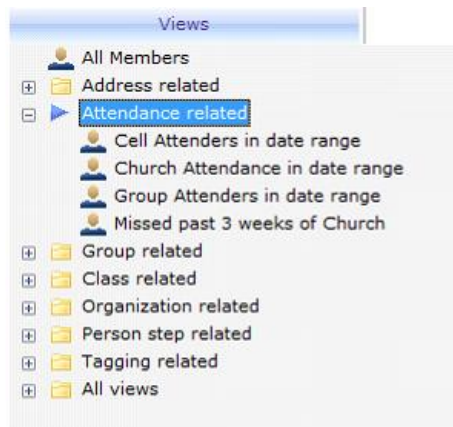 Views
All Members
Address related
Attendance related
Cell Attenders in date range
Church Attendance in date range
Group Attenders in date range
Missed past 3 weeks of Church
Group related
Class related
Organization related
Person step related
Tagging related
All views